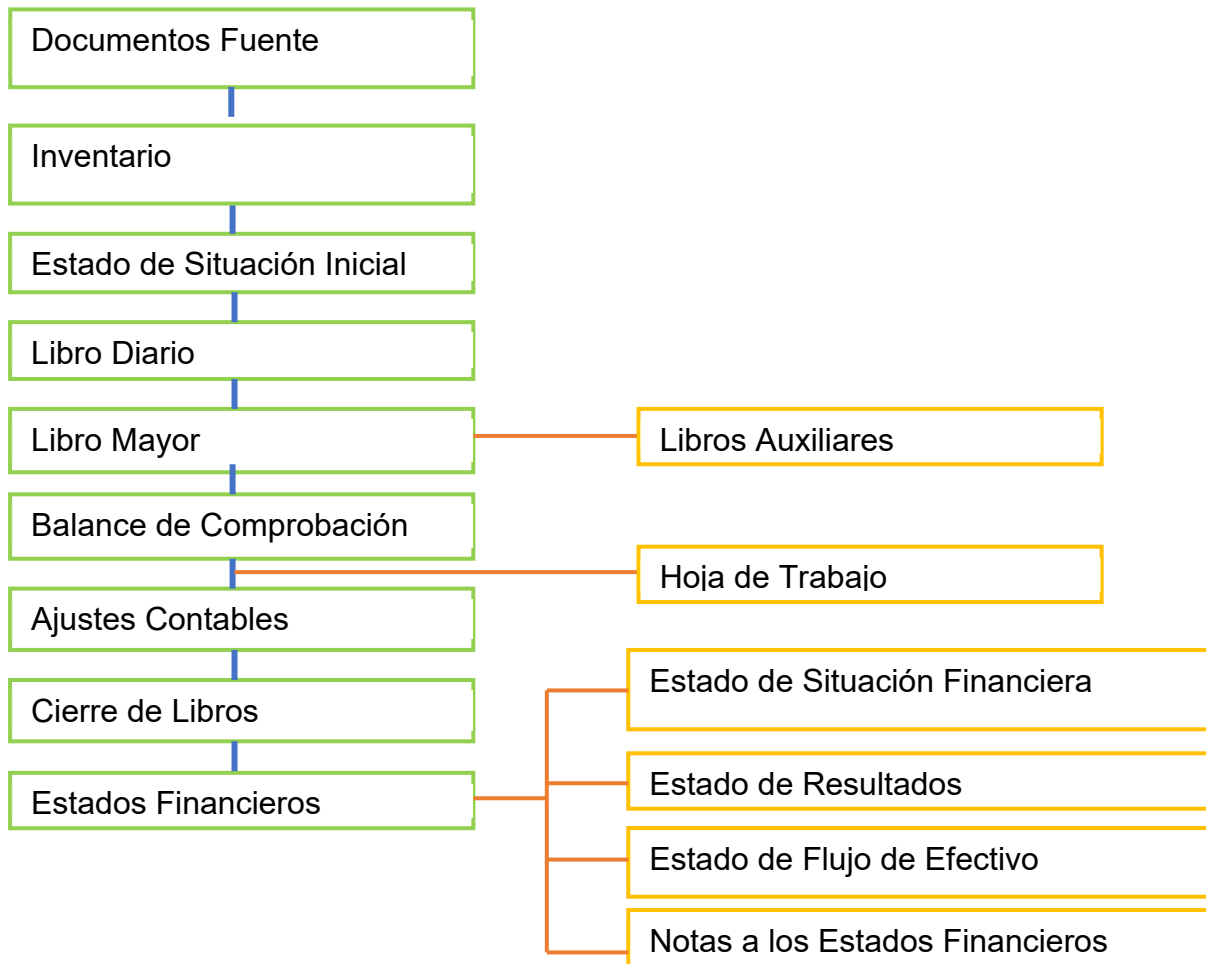 Documentos Fuente
Inventario
Estado de Situación Inicial
Libro Diario
Libro Mayor
Libros Auxiliares
Balance de Comprobación
Hoja de Trabajo
Ajustes Contables
Cierre de Libros
Estados Financieros
Estado de Situación Financiera
Estado de Resultados
Estado de Flujo de Efectivo
Notas a los Estados Financieros